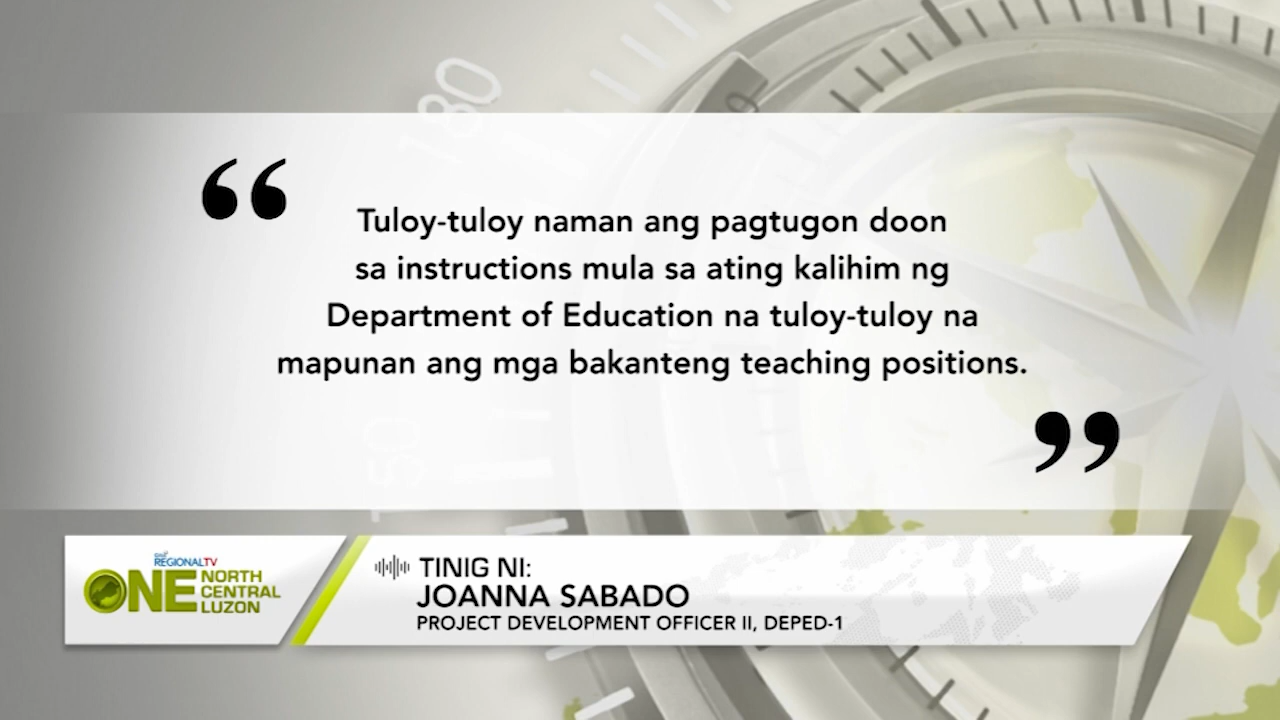 180
“
Tuloy-tuloy naman ang pagtugon doon
sa instructions mula sa ating kalihim ng
Department of Education na tuloy-tuloy na
mapunan ang mga bakanteng teaching positions.
”
REGIONALTV
ONE NORTH
CENTRAL
LUZON
TINIG NI:
JOANNA SABADO
PROJECT DEVELOPMENT OFFICER II, DEPED-1